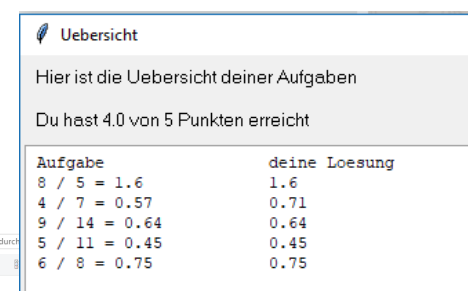 Uebersicht
Hier ist die Uebersicht deiner Aufgaben
Du hast 4.0 von 5 Punkten erreicht
Aufgabe deine Loesung
8 / 5 = 1.6 1.6
4 / 7 = 0.57 0.71
9 / 14 = 0.64 0.64
5 / 11 = 0.45 0.45
6 / 8 = 0.75 0.75
durch